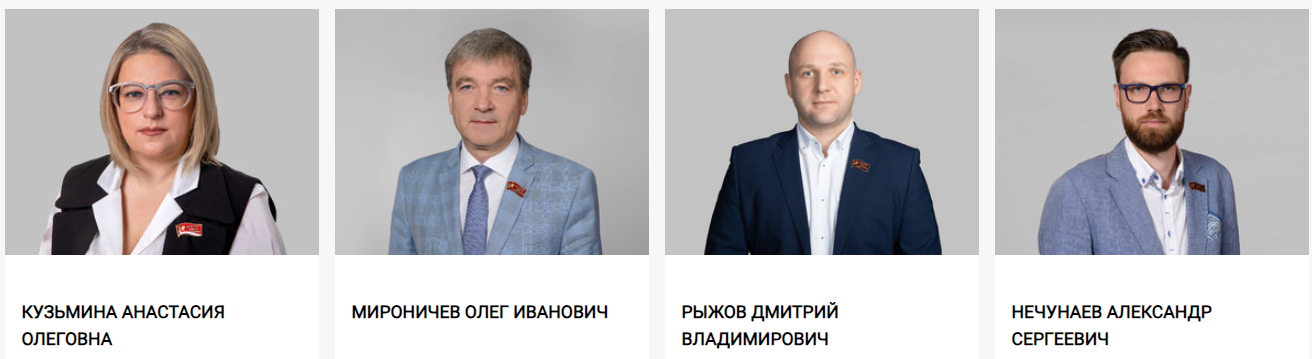 КУЗЬМИНА АНАСТАСИЯ
ОЛЕГОВНА
МИРОНИЧЕВ ОЛЕГ ИВАНОВИЧ
РЫЖОВ ДМИТРИЙ
ВЛАДИМИРОВИЧ
НЕЧУНАЕВ АЛЕКСАНДР
СЕРГЕЕВИЧ